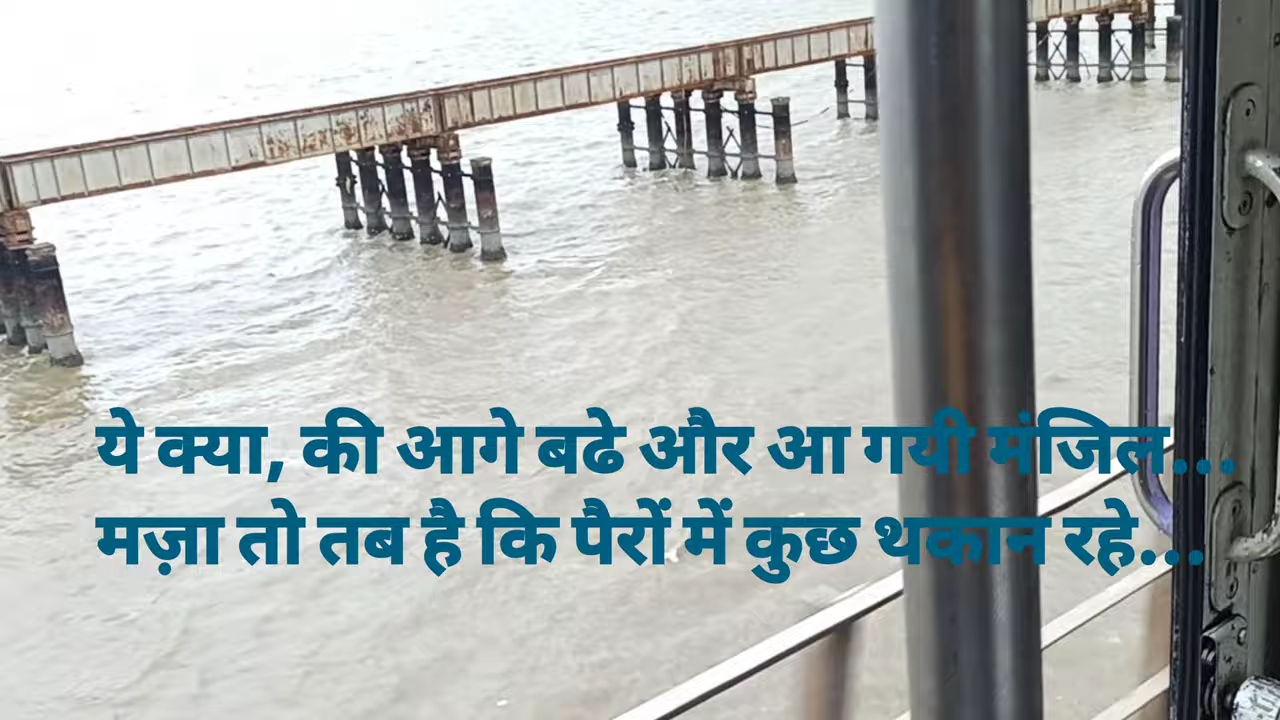 ये क्या, की आगे बढे और आ गयी मंजिल...
मज़ा तो तब है कि पैरों में कुछ थकान रहे...